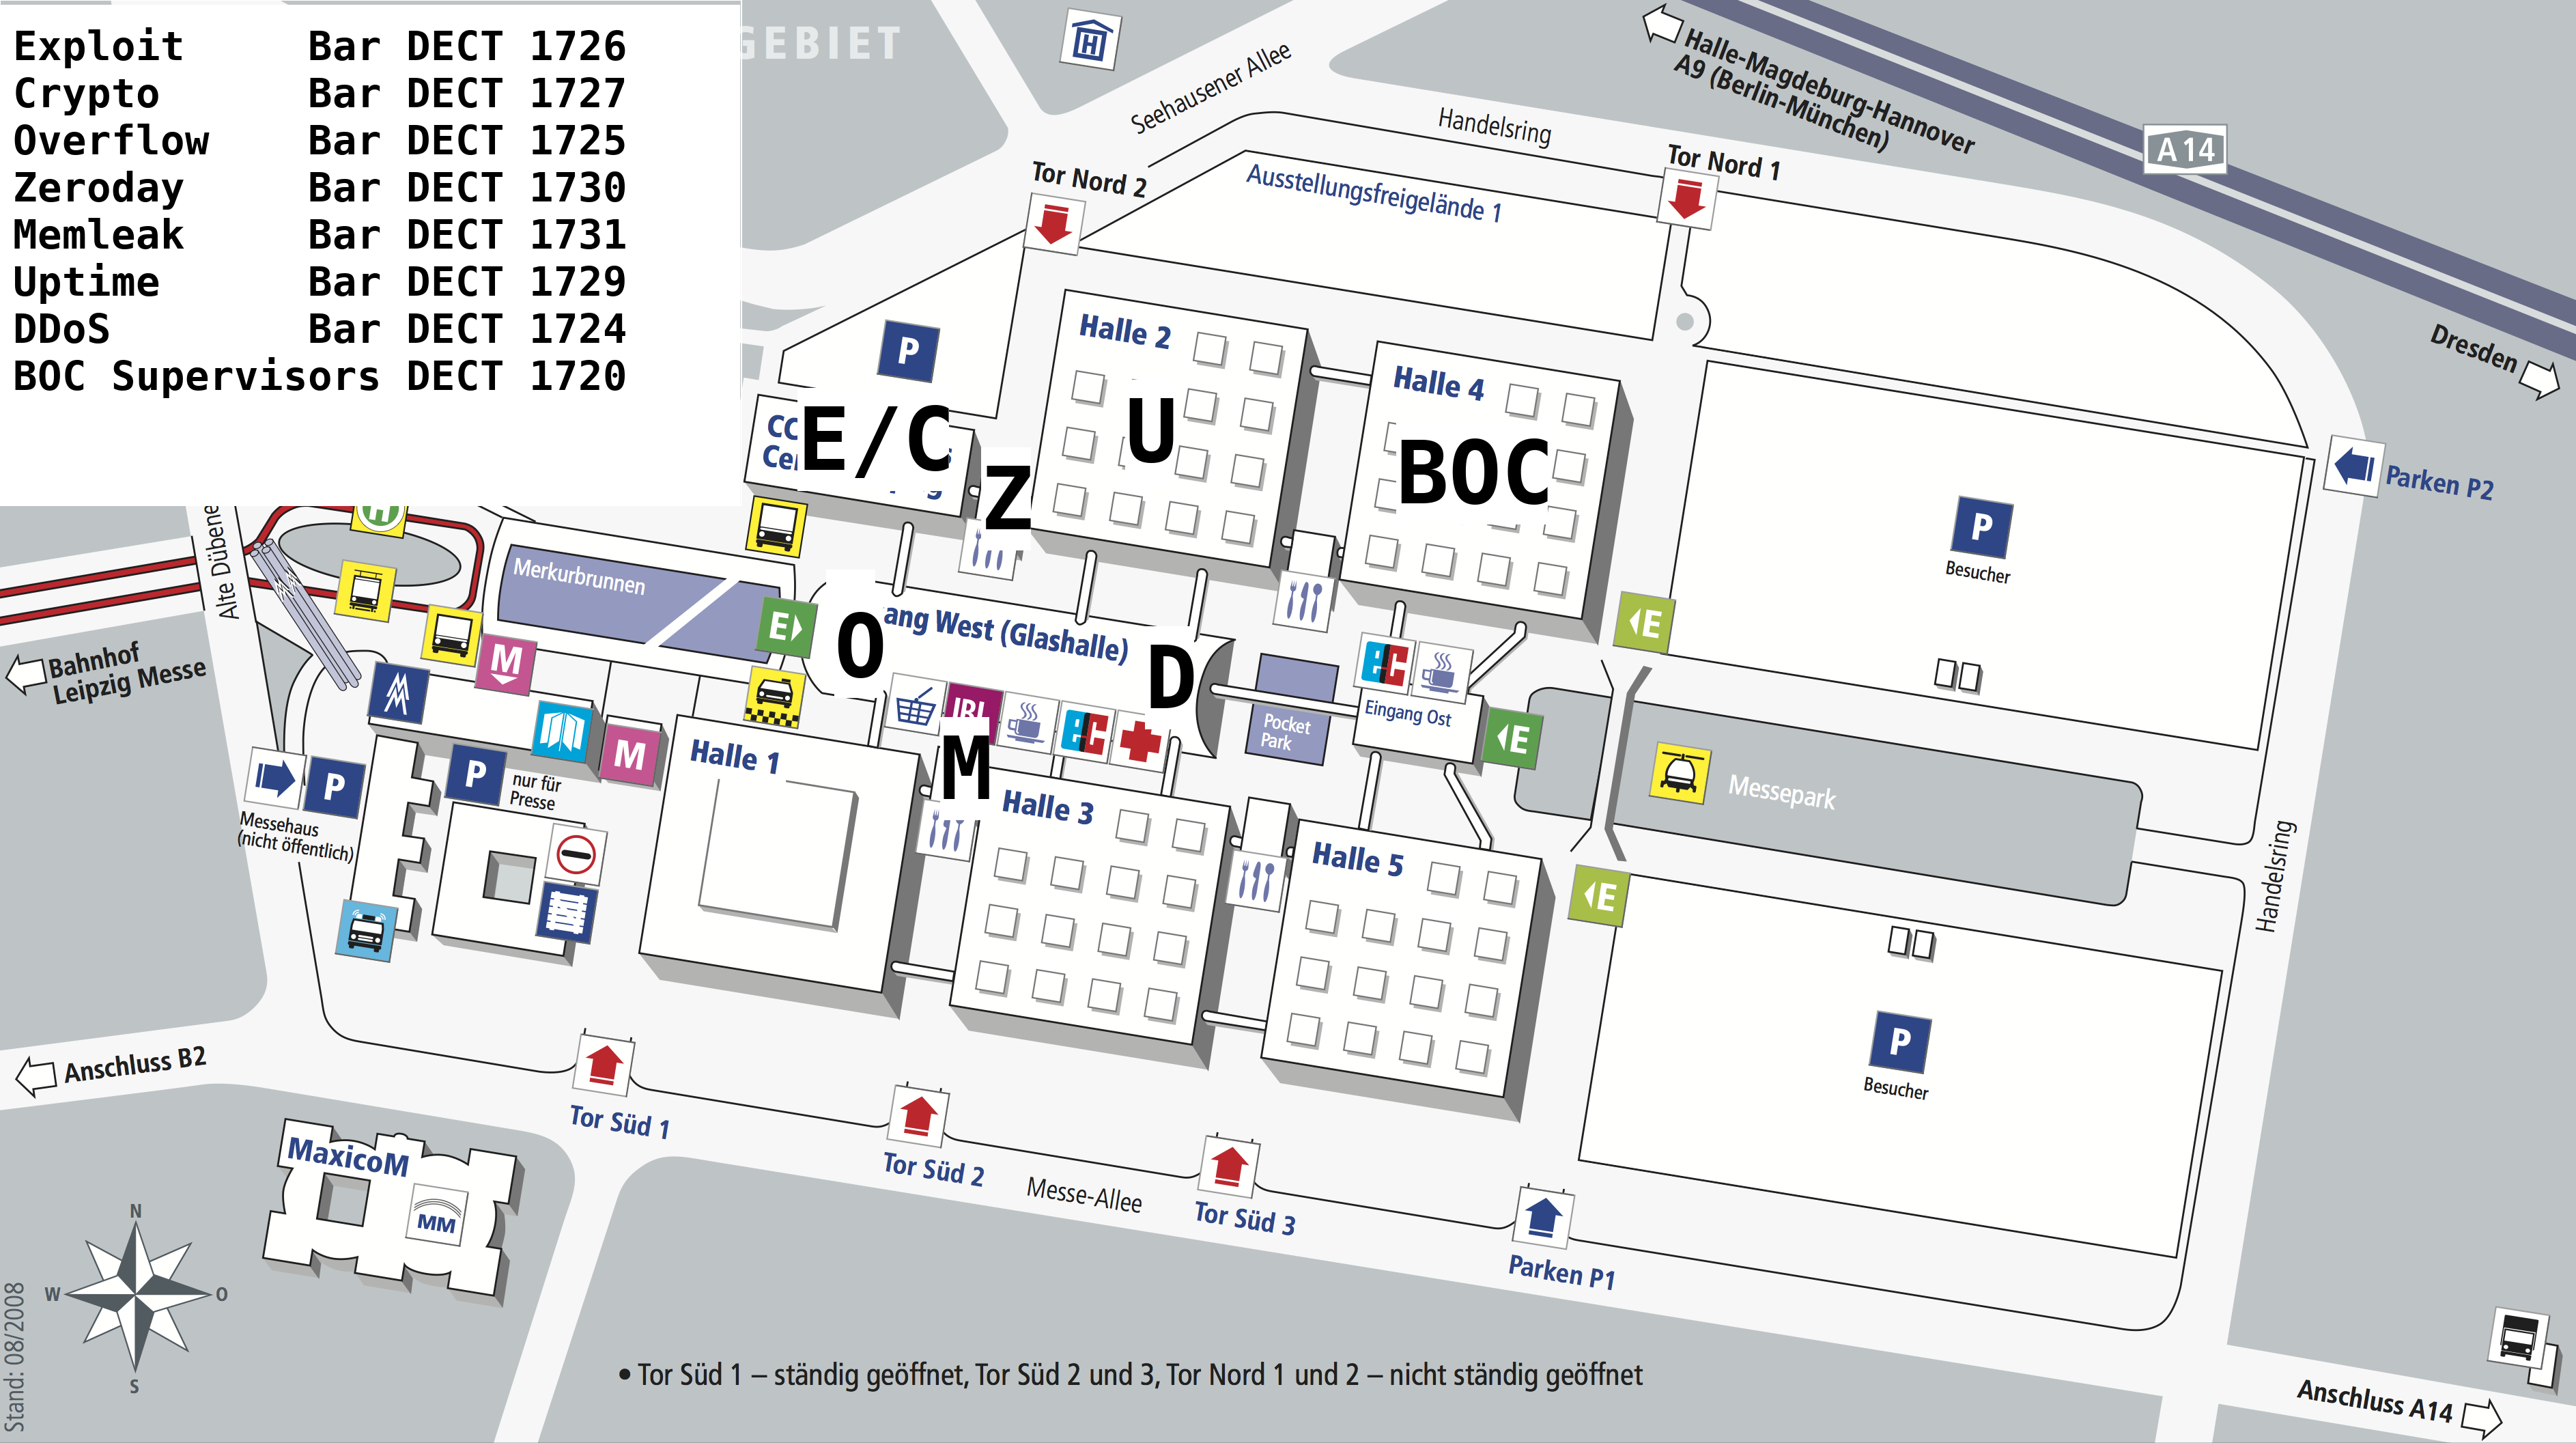 Exploit Bar DECT 1726
Crypto Bar DECT 1727
Overflow Bar DECT 1725
Zeroday Bar DECT 1730
Memleak Bar DECT 1731
Uptime Bar DECT 1729
DDoS Bar DECT 1724
BOC Supervisors DECT 1720
GEBIET
H
Seehausener Allee
Handelsring
Halle-Magdeburg-Hannover
A9 (Berlin-München)
A 14
Dresden
Tor Nord 2
Tor Nord 1
Ausstellungsfreigelände 1
P
Halle 2
Halle 4
E/C
Z
U
BOC
Parken P2
P
Besucher
Alte Dübene
H
Merkurbrunnen
E
O
ang West (Glashalle)
D
E
Bahnhof
Leipzig Messe
M
EC
Eingang Ost
E
Pocket
Park
Messepark
P
Messehaus
(nicht öffentlich)
P
nur für
Presse
M
Halle 1
M
EC
Halle 3
Halle 5
E
Handelsring
P
Besucher
Anschluss B2
Tor Süd 1
Tor Süd 2
Messe-Allee
Tor Süd 3
Parken P1
MaxicoM
MM
N
W
O
S
Stand: 08/2008
• Tor Süd 1 – ständig geöffnet, Tor Süd 2 und 3, Tor Nord 1 und 2 – nicht ständig geöffnet
Anschluss A14